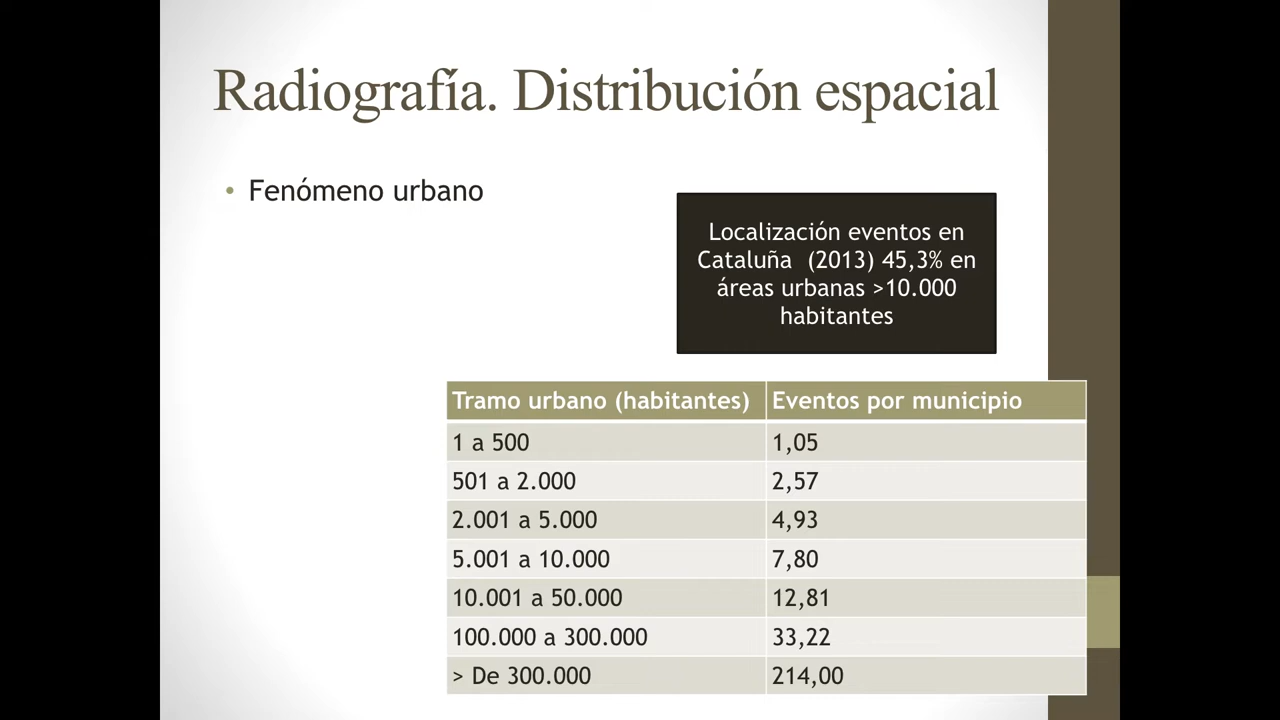 Radiografía. Distribución espacial
• Fenómeno urbano
Localización eventos en
Cataluña (2013) 45,3% en
áreas urbanas >10.000
habitantes
Tramo urbano (habitantes) Eventos por municipio
1 a 500 1,05
501 a 2.000 2,57
2.001 a 5.000 4,93
5.001 a 10.000 7,80
10.001 a 50.000 12,81
100.000 a 300.000 33,22
> De 300.000 214,00